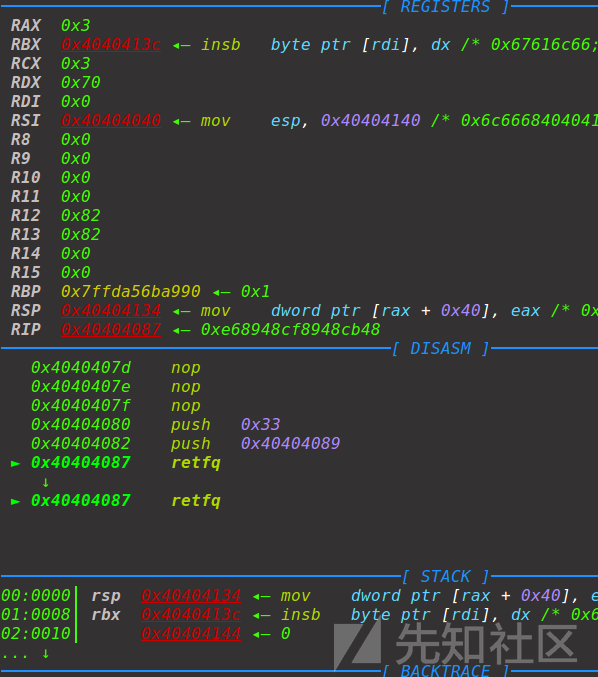 [ REGISTERS ]
RAX 0x3
RBX 0x4040413c ◂— insb byte ptr [rdi], dx /* 0x67616c66;
RCX 0x3
RDX 0x70
RDI 0x0
RSI 0x40404040 ◂— mov esp, 0x40404140 /* 0x6c6668404041
R8 0x0
R9 0x0
R10 0x0
R11 0x0
R12 0x82
R13 0x82
R14 0x0
R15 0x0
RBP 0x7ffda56ba990 ◂— 0x1
RSP 0x40404134 ◂— mov dword ptr [rax + 0x40], eax /* 0x
RIP 0x40404087 ◂— 0xe68948cf8948cb48
[ DISASM ]
0x4040407d nop
0x4040407e nop
0x4040407f nop
0x40404080 push 0x33
0x40404082 push 0x40404089
► 0x40404087 retfq
↓
► 0x40404087 retfq
[ STACK ]
00:0000│ rsp 0x40404134 ◂— mov dword ptr [rax + 0x40], e
01:0008│ rbx 0x4040413c ◂— insb byte ptr [rdi], dx /* 0x6
02:0010│ 0x40404144 ◂— 0
... ↓
先知社区
[ BACKTRACE ]